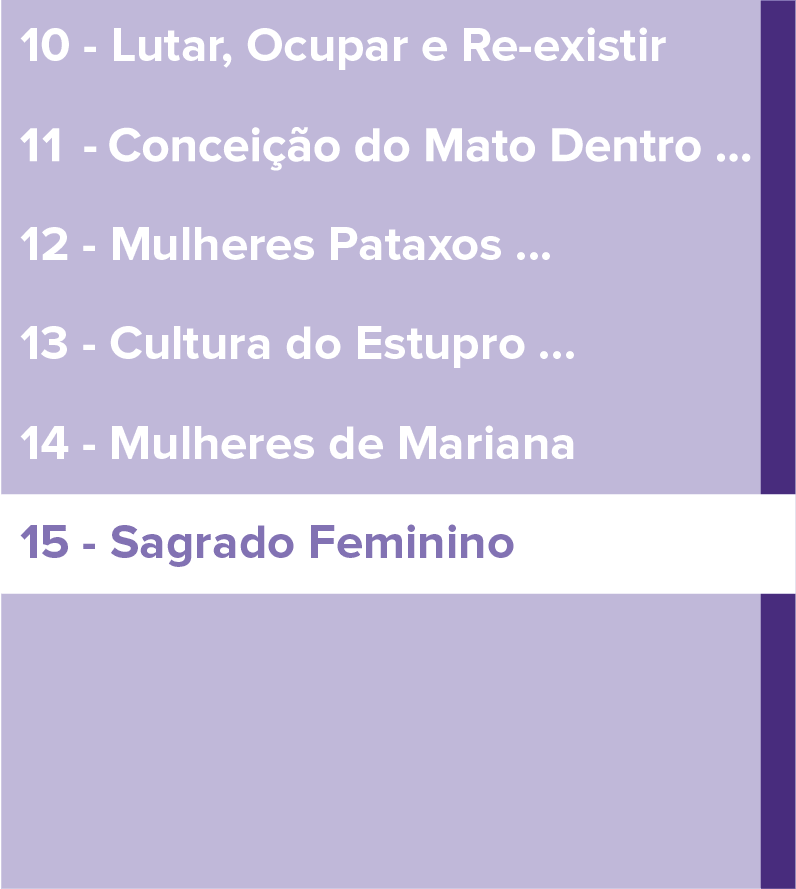 10 - Lutar, Ocupar e Re-existir
11 - Conceição do Mato Dentro ...
12 - Mulheres Pataxos ...
13 - Cultura do Estupro ...
14 - Mulheres de Mariana
15 - Sagrado Feminino